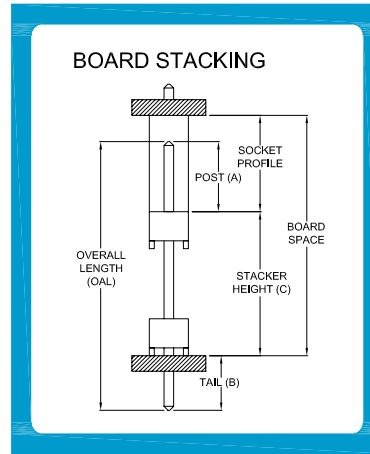 BOARD STACKING
SOCKET
PROFILE
POST (A)
BOARD
SPACE
OVERALL
LENGTH
(OAL)
STACKER
HEIGHT (C)
TAIL (B)